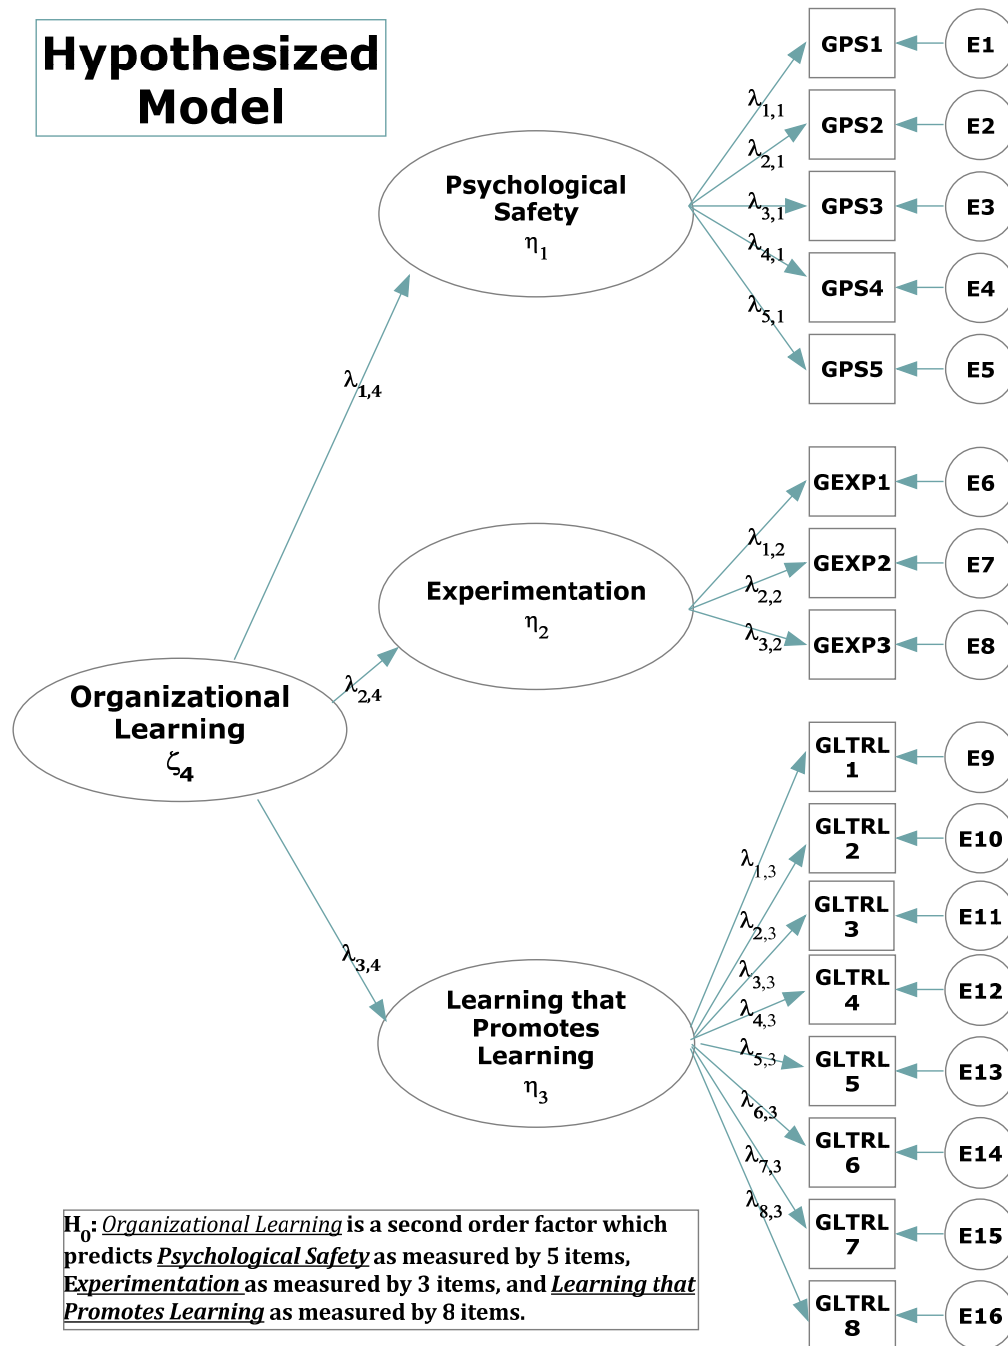 Hypothesized
Model
Psychological
Safety
η1
Experimentation
η2
Organizational
Learning
ζ4
Learning that
Promotes
Learning
η3
λ1,4
λ2,4
λ3,4
λ1,1
λ2,1
λ3,1
λ4,1
λ5,1
λ1,2
λ2,2
λ3,2
λ1,3
λ2,3
λ3,3
λ4,3
λ5,3
λ6,3
λ7,3
λ8,3
GPS1
E1
GPS2
E2
GPS3
E3
GPS4
E4
GPS5
E5
GEXP1
E6
GEXP2
E7
GEXP3
E8
GLTRL
1
E9
GLTRL
2
E10
GLTRL
3
E11
GLTRL
4
E12
GLTRL
5
E13
GLTRL
6
E14
GLTRL
7
E15
GLTRL
8
E16
H0: Organizational Learning is a second order factor which
predicts Psychological Safety as measured by 5 items,
Experimentation as measured by 3 items, and Learning that
Promotes Learning as measured by 8 items.